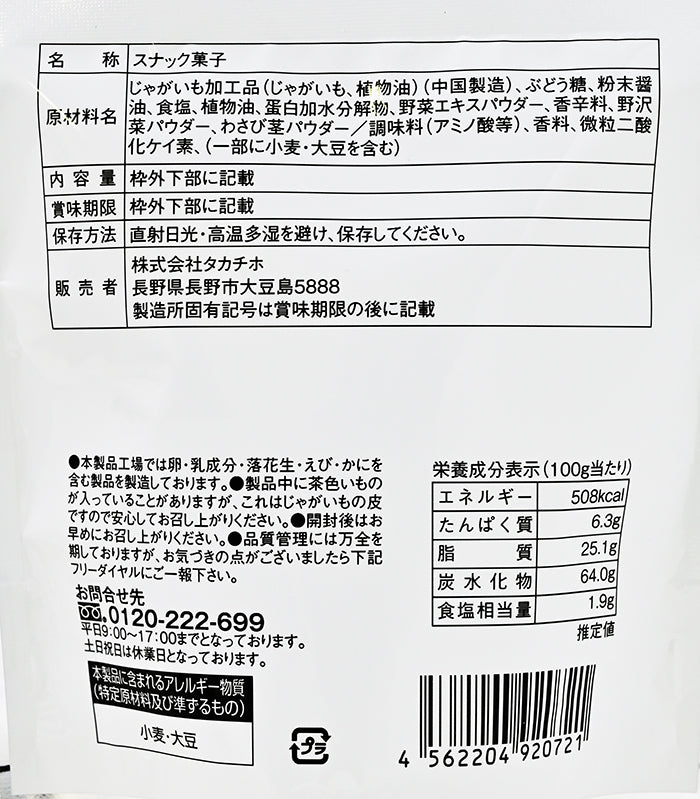 名称 スナック菓子
原材料名 じゃがいも加工品(じゃがいも、植物油)(中国製造)、ぶどう糖、粉末醤
油、食塩、植物油、蛋白加水分解物、野菜エキスパウダー、香辛料、野沢
菜パウダー、わさび茎パウダー/調味料(アミノ酸等)、香料、微粒二酸
化ケイ素、(一部に小麦・大豆を含む)
内容量 枠外下部に記載
賞味期限 枠外下部に記載
保存方法 直射日光・高温多湿を避け、保存してください。
販売者 株式会社タカチホ
長野県長野市大豆島5888
製造所固有記号は賞味期限の後に記載
●本製品工場では卵・乳成分・落花生・えび・かにを
含む製品を製造しております。●製品中に茶色いもの
が入っていることがありますが、これはじゃがいもの皮
ですので安心してお召し上がりください。●開封後はお
早めにお召し上がりください。●品質管理には万全を
期しておりますが、お気づきの点がございましたら下記
フリーダイヤルにご一報下さい。
お問合せ先
0120-222-699
平日9:00〜17:00までとなっております。
土日祝日は休業日となっております。
本製品に含まれるアレルギー物質
(特定原材料及び準ずるもの)
小麦・大豆
栄養成分表示(100g当たり)
エネルギー 508kcal
たんぱく質 6.3g
脂質 25.1g
炭水化物 64.0g
食塩相当量 1.9g
推定値
プラ
4 562204 920721